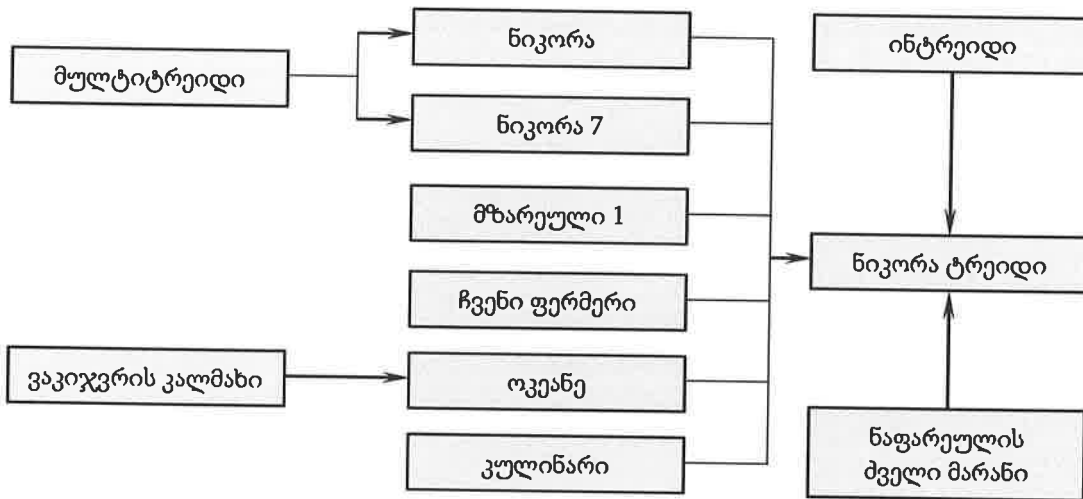 მულტიტრეიდი
ნიკორა
ნიკორა 7
მზარეული 1
ჩვენი ფერმერი
ვაკიჯვრის კალმახი
ოკეანე
კულინარი
ინტრეიდი
ნიკორა ტრეიდი
ნაფარეულის
ძველი მარანი